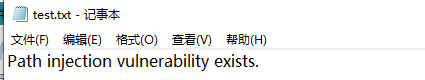 test.txt - 记事本
文件(F) 编辑(E) 格式(O) 查看(V) 帮助(H)
Path injection vulnerability exists.